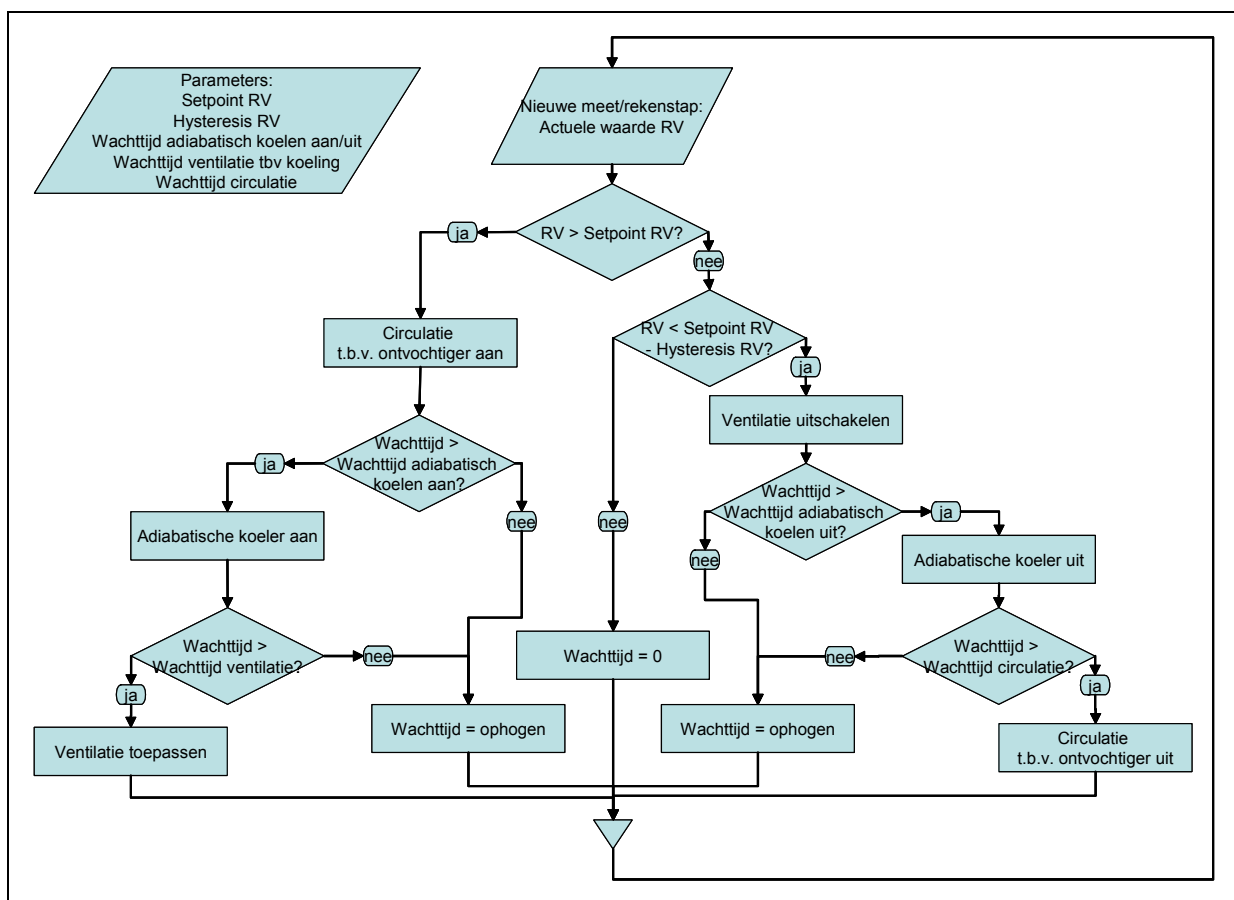 Parameters:
Setpoint RV
Hysteresis RV
Wachttijd adiabatisch koelen aan/uit
Wachttijd ventilatie tbv koeling
Wachttijd circulatie
Nieuwe meet/rekenstap:
Actuele waarde RV
RV > Setpoint RV?
ja
nee
Circulatie
t.b.v. ontvochtiger aan
RV < Setpoint RV
- Hysteresis RV?
ja
Ventilatie uitschakelen
Wachttijd >
Wachttijd adiabatisch
koelen aan?
ja
nee
nee
Wachttijd >
Wachttijd adiabatisch
koelen uit?
ja
nee
Adiabatische koeler aan
Adiabatische koeler uit
Wachttijd >
Wachttijd ventilatie?
nee
ja
Wachttijd = 0
Wachttijd >
Wachttijd circulatie?
nee
ja
Ventilatie toepassen
Wachttijd = ophogen
Wachttijd = ophogen
Circulatie
t.b.v. ontvochtiger uit